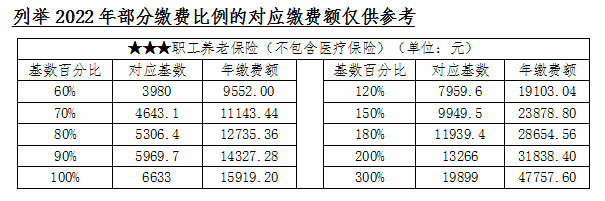 列举 2022 年部分缴费比例的对应缴费额仅供参考
★★★职工养老保险（不包含医疗保险）（单位：元）
基数百分比 对应基数 年缴费额 基数百分比 对应基数 年缴费额
60% 3980 9552.00 120% 7959.6 19103.04
70% 4643.1 11143.44 150% 9949.5 23878.80
80% 5306.4 12735.36 180% 11939.4 28654.56
90% 5969.7 14327.28 200% 13266 31838.40
100% 6633 15919.20 300% 19899 47757.60